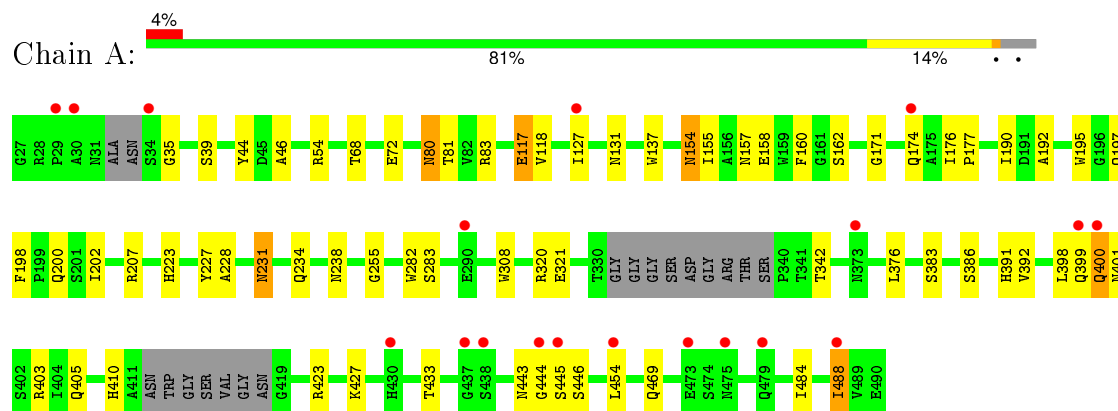 4%
Chain A:
81% 14% • •
G27 R28 P29 A30 N31 ALA ASN S34 G35 S39 Y44 D45 A46 R54 T68 E72 N80 T81 V82 R83 E117 V118 I127 N131 W137 N154 I155 A156 N157 E158 W159 F160 G161 S162 G171 Q174 A175 I176 P177 I190 D191 A192 W195 G196 Q197
F198 P199 Q200 S201 I202 R207 H223 Y227 A228 N231 Q234 N238 G255 W282 S283 E290 W308 R320 E321 T330 GLY GLY GLY SER ASP GLY ARG THR SER P340 T341 T342 N373 L376 S383 S386 H391 V392 L398 Q399 Q400 N401
S402 R403 I404 Q405 H410 A411 ASN TRP GLY SER VAL GLY ASN G419 R423 K427 H430 T433 G437 S438 N443 G444 S445 S446 L454 Q469 E473 S474 N475 Q479 I484 I488 V489 E490